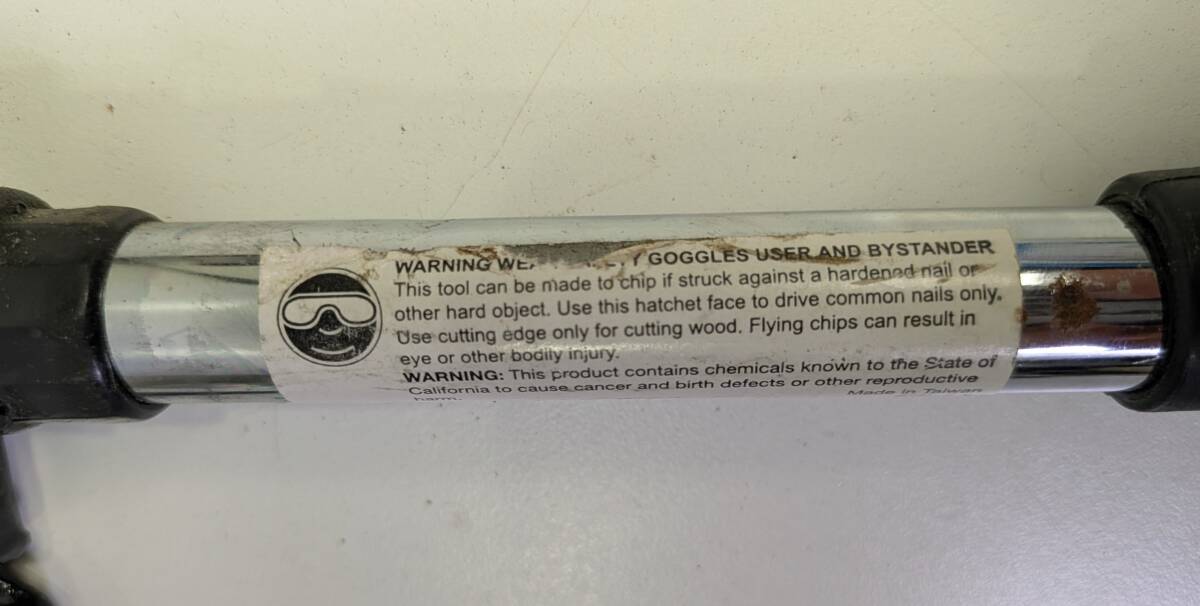 WARNING GOGGLES USER AND BYSTANDER
This tool can be made to chip if struck against a hardened nail or
other hard object. Use this hatchet face to drive common nails only.
Use cutting edge only for cutting wood. Flying chips can result in
eye or other bodily injury.
WARNING: This product contains chemicals known to the State of
California to cause cancer and birth defects or other reproductive
harm. Made in Taiwan